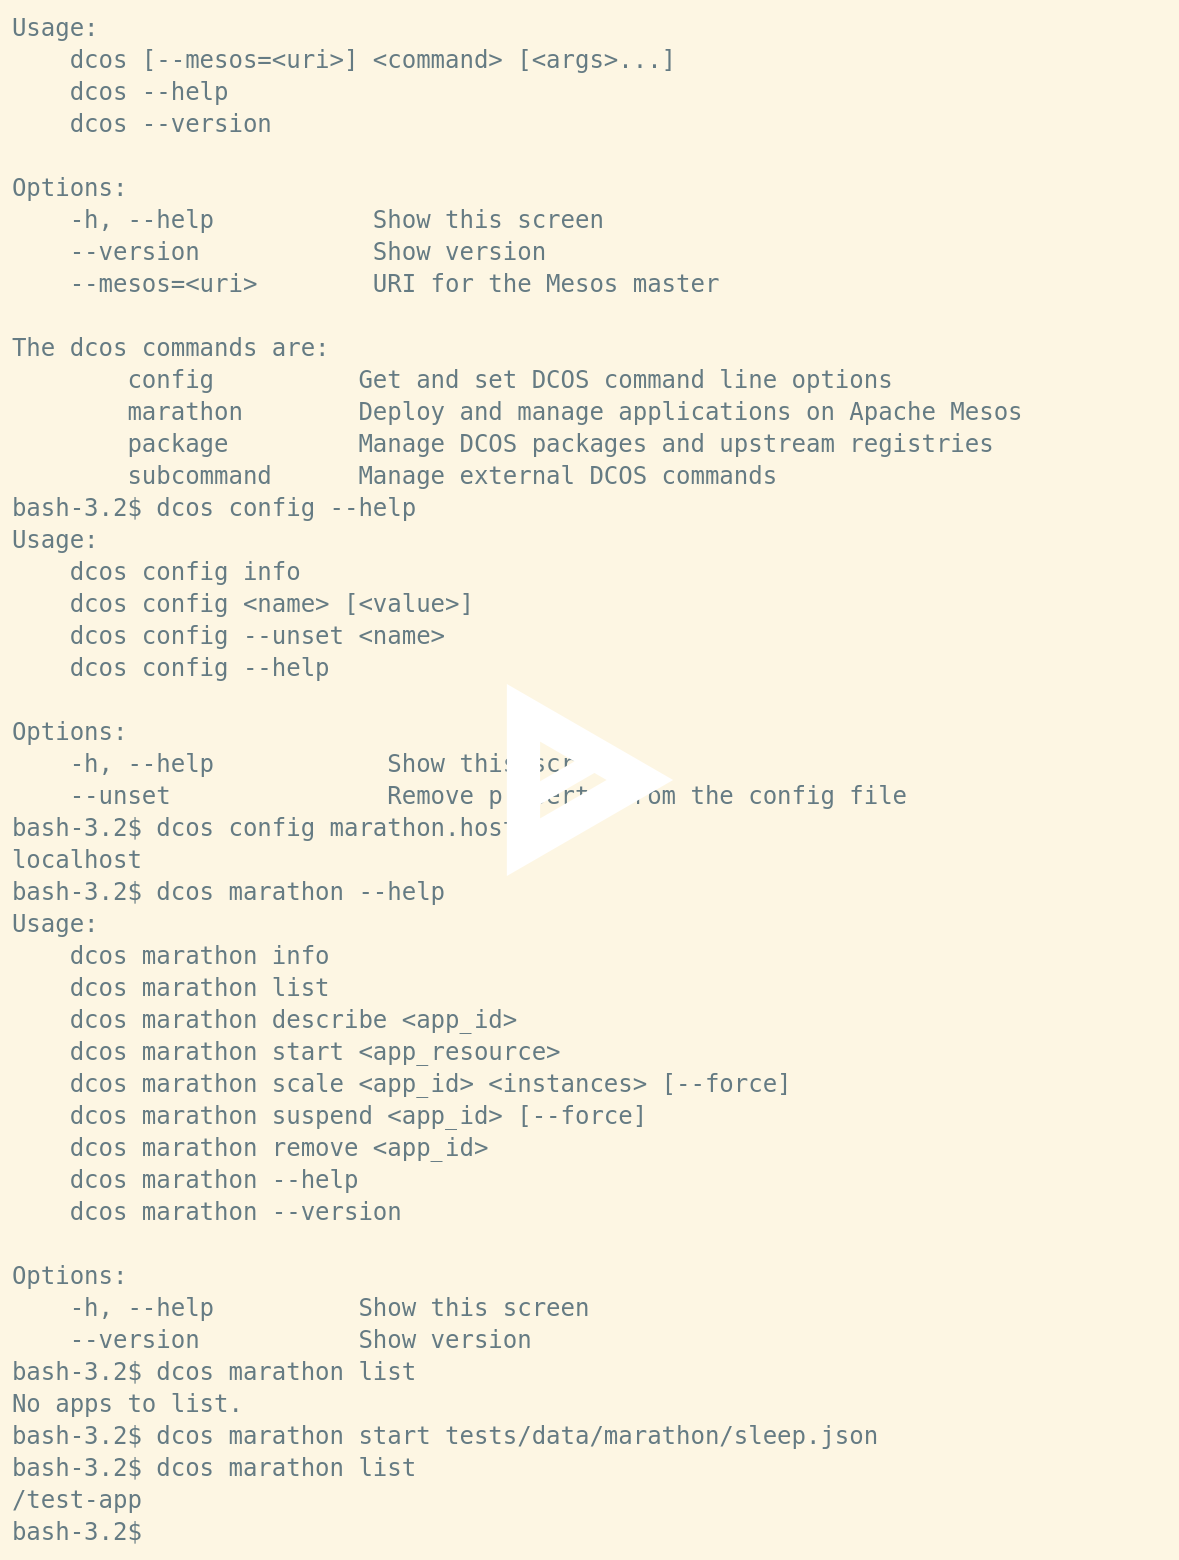 Usage:
    dcos [--mesos=<uri>] <command> [<args>...]
    dcos --help
    dcos --version

Options:
    -h, --help           Show this screen
    --version            Show version
    --mesos=<uri>        URI for the Mesos master

The dcos commands are:
        config          Get and set DCOS command line options
        marathon        Deploy and manage applications on Apache Mesos
        package         Manage DCOS packages and upstream registries
        subcommand      Manage external DCOS commands
bash-3.2$ dcos config --help
Usage:
    dcos config info
    dcos config <name> [<value>]
    dcos config --unset <name>
    dcos config --help

Options:
    -h, --help            Show this
    --unset               Remove from the config file
bash-3.2$ dcos config marathon.host
localhost
bash-3.2$ dcos marathon --help
Usage:
    dcos marathon info
    dcos marathon list
    dcos marathon describe <app_id>
    dcos marathon start <app_resource>
    dcos marathon scale <app_id> <instances> [--force]
    dcos marathon suspend <app_id> [--force]
    dcos marathon remove <app_id>
    dcos marathon --help
    dcos marathon --version

Options:
    -h, --help          Show this screen
    --version           Show version
bash-3.2$ dcos marathon list
No apps to list.
bash-3.2$ dcos marathon start tests/data/marathon/sleep.json
bash-3.2$ dcos marathon list
/test-app
bash-3.2$